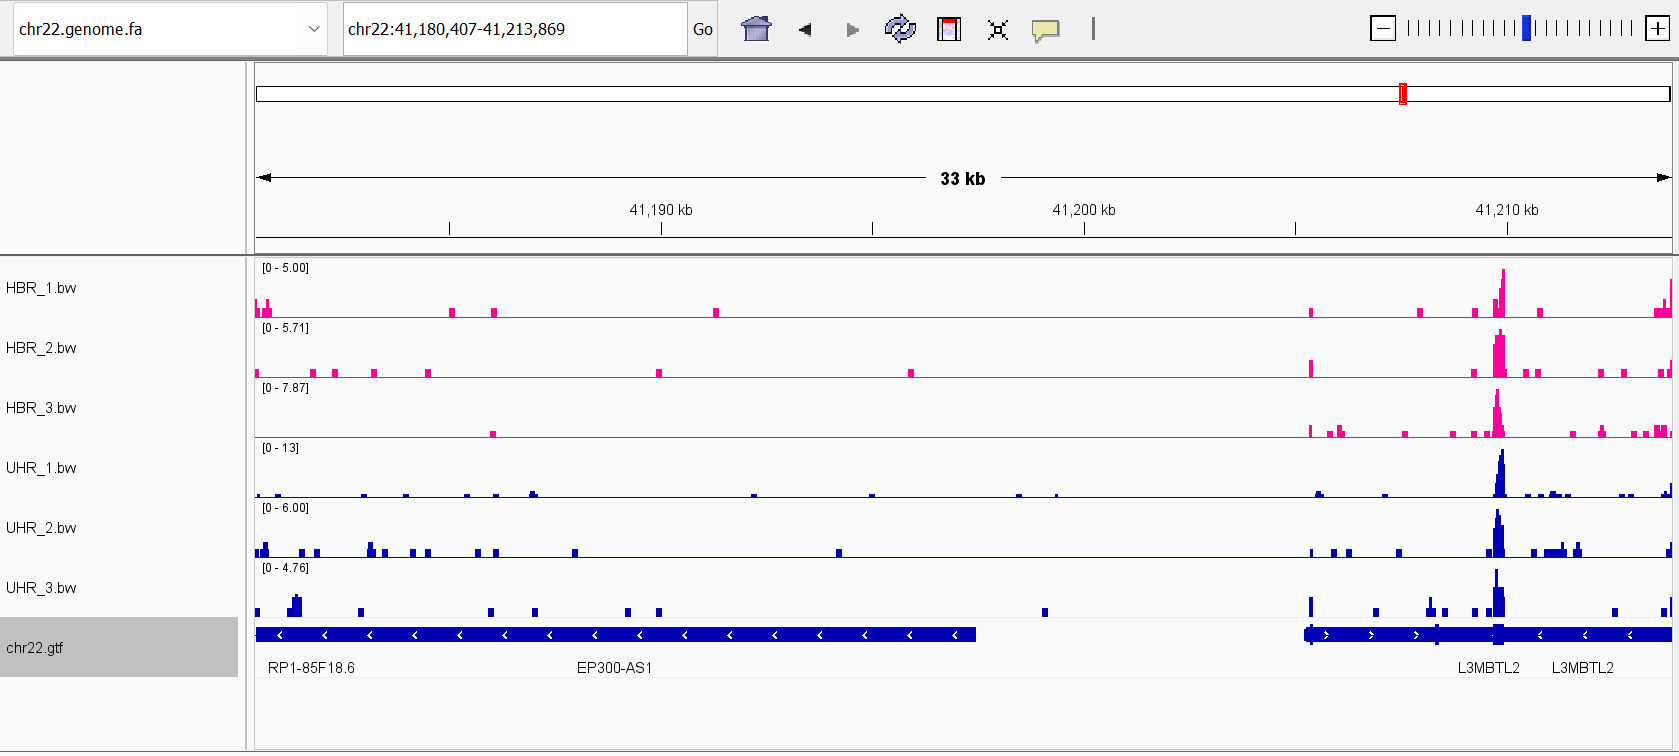 chr22.genome.fa chr22:41,180,407-41,213,869 Go
33 kb
41,190 kb 41,200 kb 41,210 kb
HBR_1.bw [0 - 5.00]
HBR_2.bw [0 - 5.71]
HBR_3.bw [0 - 7.87]
UHR_1.bw [0 - 13]
UHR_2.bw [0 - 6.00]
UHR_3.bw [0 - 4.76]
chr22.gtf
RP1-85F18.6 EP300-AS1 L3MBTL2 L3MBTL2